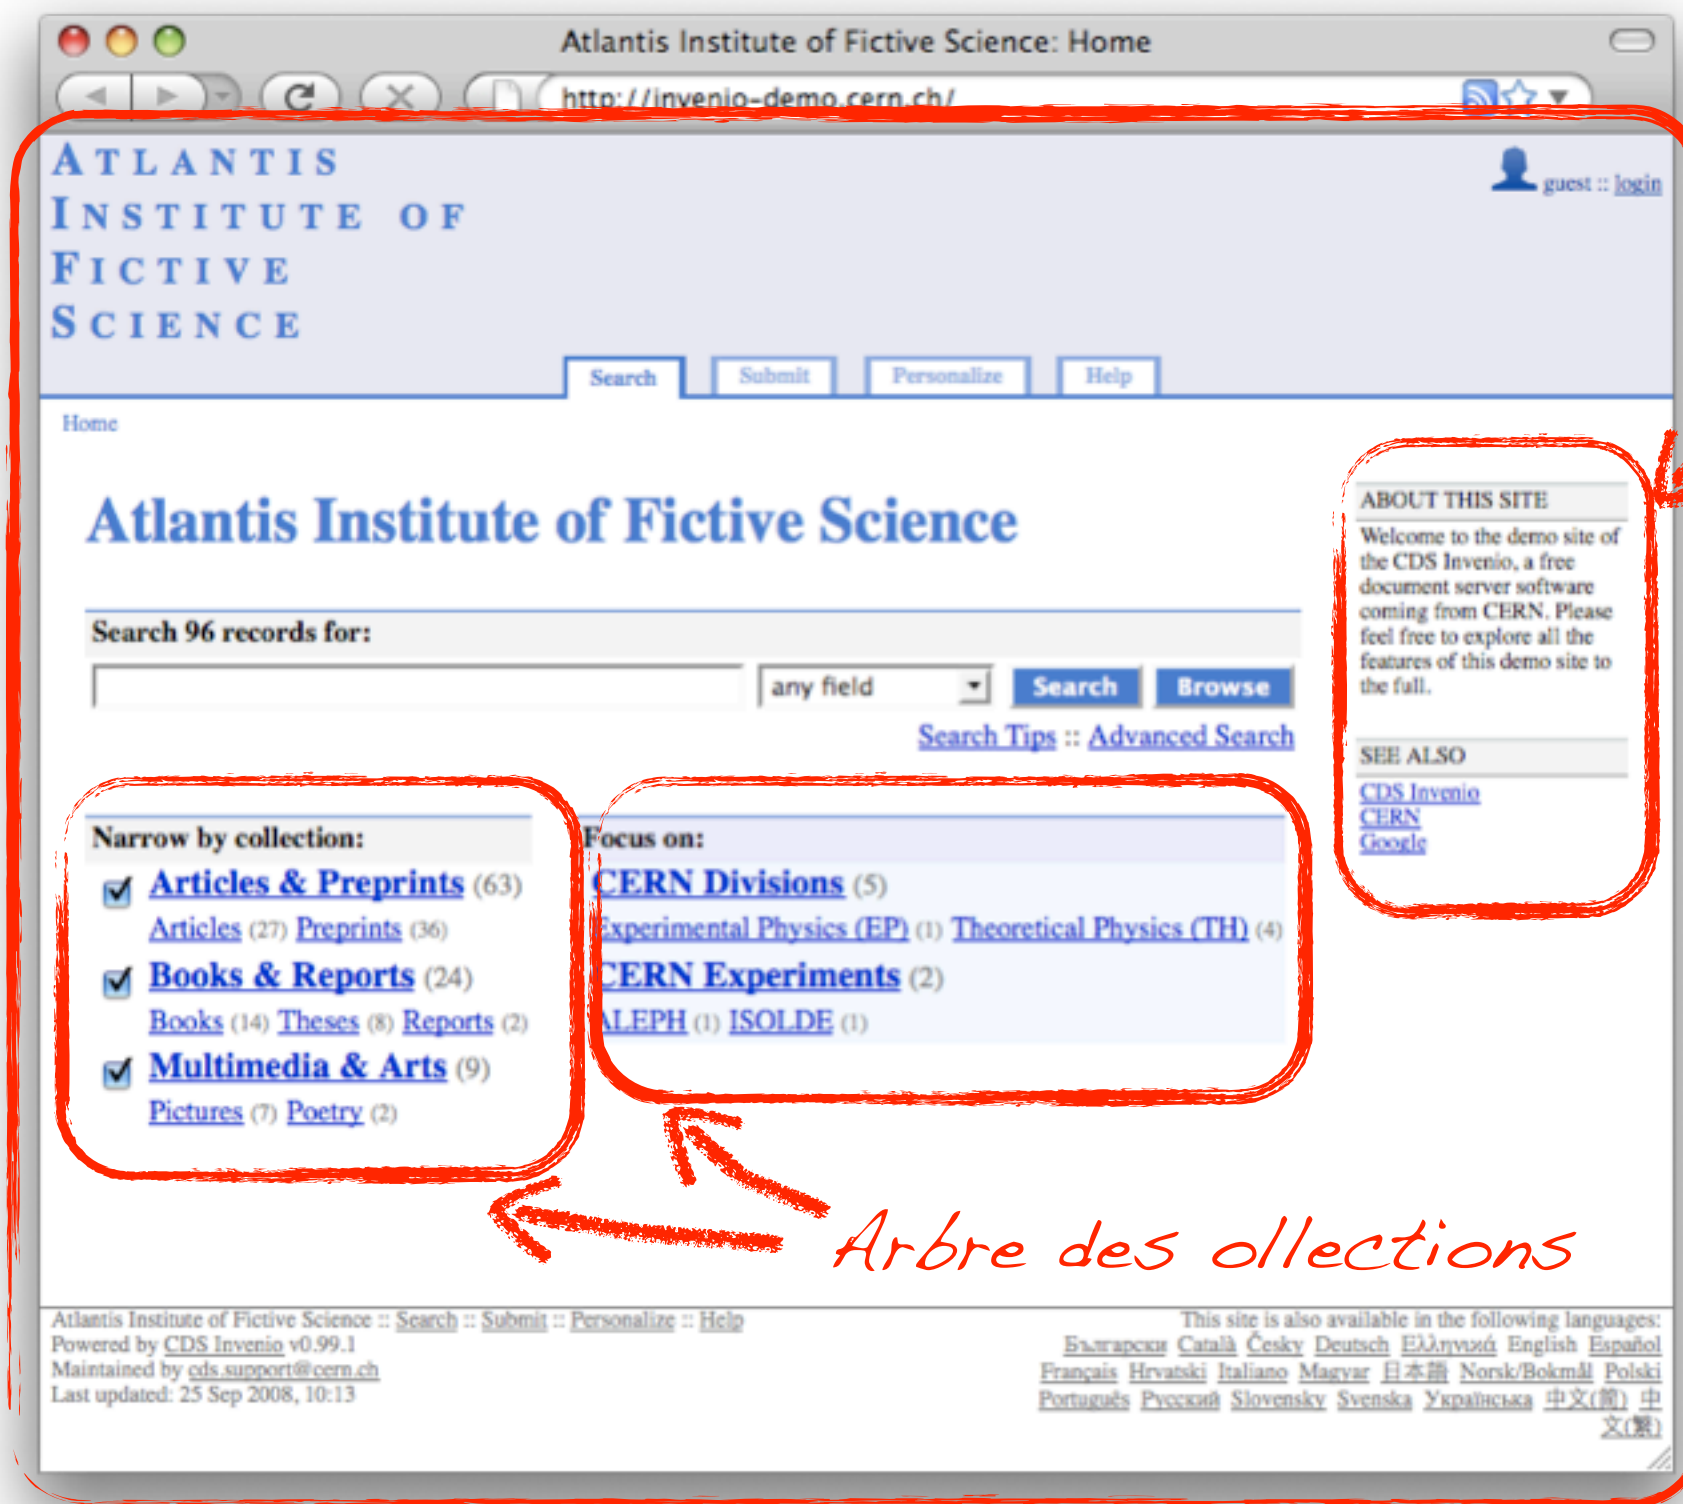 Atlantis Institute of Fictive Science: Home
http://invenio-demo.cern.ch/
ATLANTIS
INSTITUTE OF
FICTIVE
SCIENCE
guest :: login
Search Submit Personalize Help
Home
Atlantis Institute of Fictive Science
Search 96 records for:
any field Search Browse
Search Tips :: Advanced Search
ABOUT THIS SITE
Welcome to the demo site of
the CDS Invenio, a free
document server software
coming from CERN. Please
feel free to explore all the
features of this demo site to
the full.
SEE ALSO
CDS Invenio
CERN
Google
Narrow by collection:
Articles & Preprints (63)
Articles (27) Preprints (36)
Books & Reports (24)
Books (14) Theses (8) Reports (2)
Multimedia & Arts (9)
Pictures (7) Poetry (2)
Focus on:
CERN Divisions (5)
Experimental Physics (EP) (1) Theoretical Physics (TH) (4)
CERN Experiments (2)
ALEPH (1) ISOLDE (1)
Arbre des ollections
Atlantis Institute of Fictive Science :: Search :: Submit :: Personalize :: Help
Powered by CDS Invenio v0.99.1
Maintained by cds.support@cern.ch
Last updated: 25 Sep 2008, 10:13
This site is also available in the following languages:
Български Català Česky Deutsch Ελληνικά English Español
Français Hrvatski Italiano Magyar 日本語 Norsk/Bokmål Polski
Português Русский Slovensky Svenska Українська 中文(简) 中
文(繁)